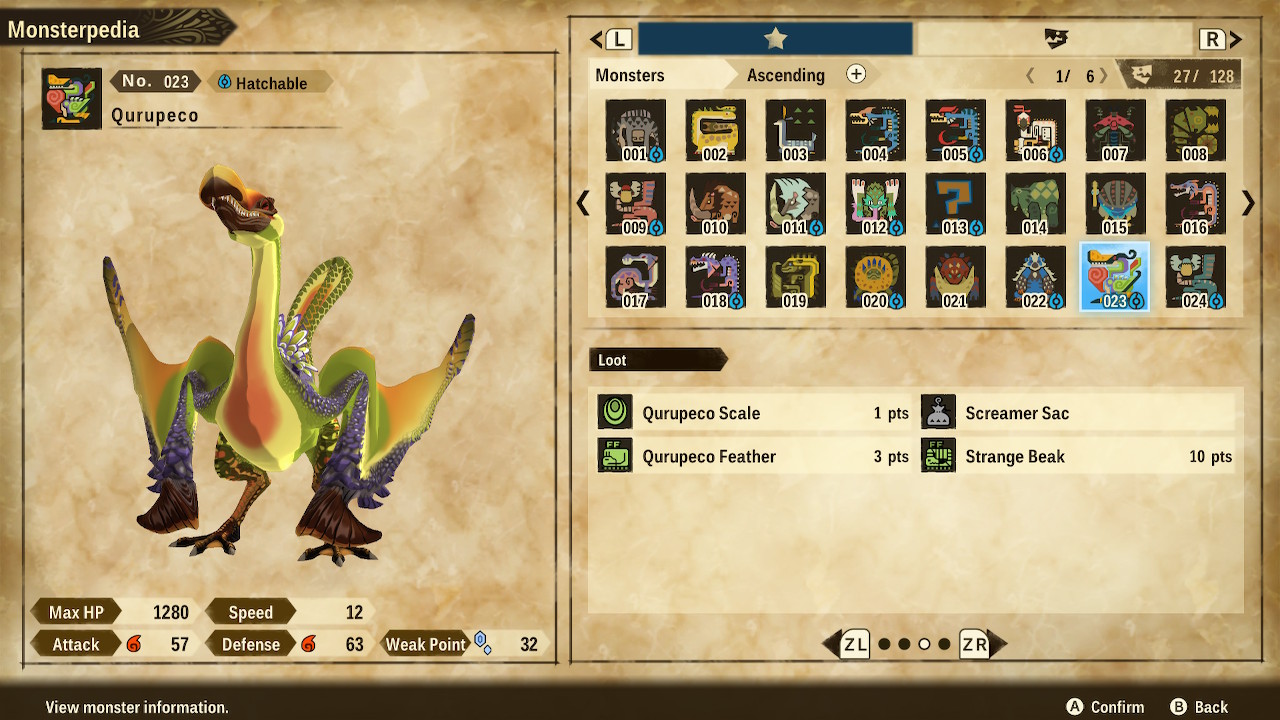 Monsterpedia
No. 023
Hatchable
Qurupeco
Max HP 1280
Speed 12
Attack 57
Defense 63
Weak Point 32
L
R
Monsters
Ascending
1/ 6
27/ 128
001 002 003 004 005 006 007 008
009 010 011 012 013 014 015 016
017 018 019 020 021 022 023 024
Loot
Qurupeco Scale 1 pts
Screamer Sac
FF Qurupeco Feather 3 pts
FF Strange Beak 10 pts
ZL ZR
View monster information.
A Confirm B Back